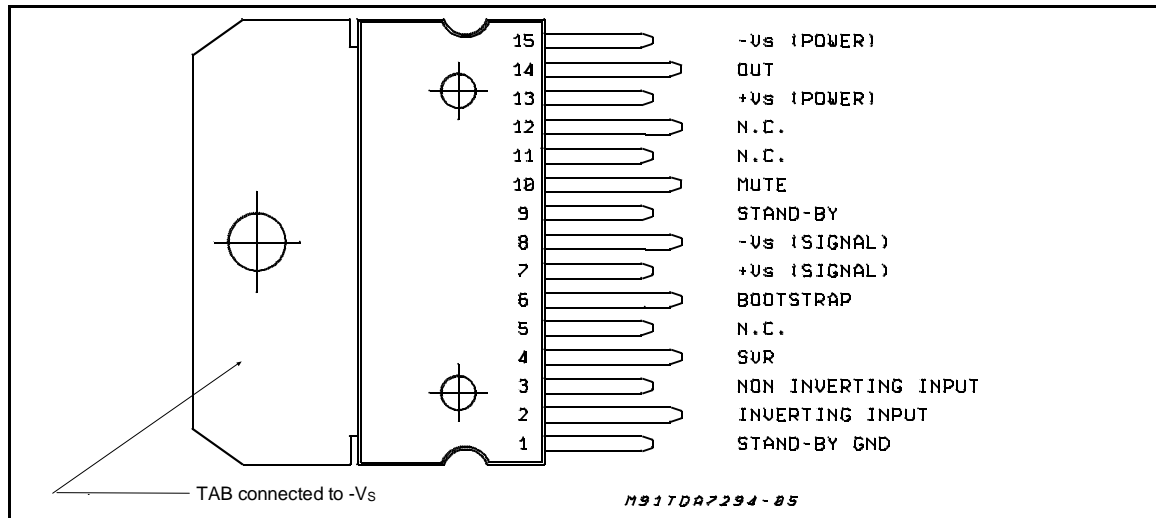 15 -Vs (POWER)
14 OUT
13 +Vs (POWER)
12 N.C.
11 N.C.
10 MUTE
9 STAND-BY
8 -Vs (SIGNAL)
7 +Vs (SIGNAL)
6 BOOTSTRAP
5 N.C.
4 SVR
3 NON INVERTING INPUT
2 INVERTING INPUT
1 STAND-BY GND
TAB connected to -VS
M91TDA7294-05